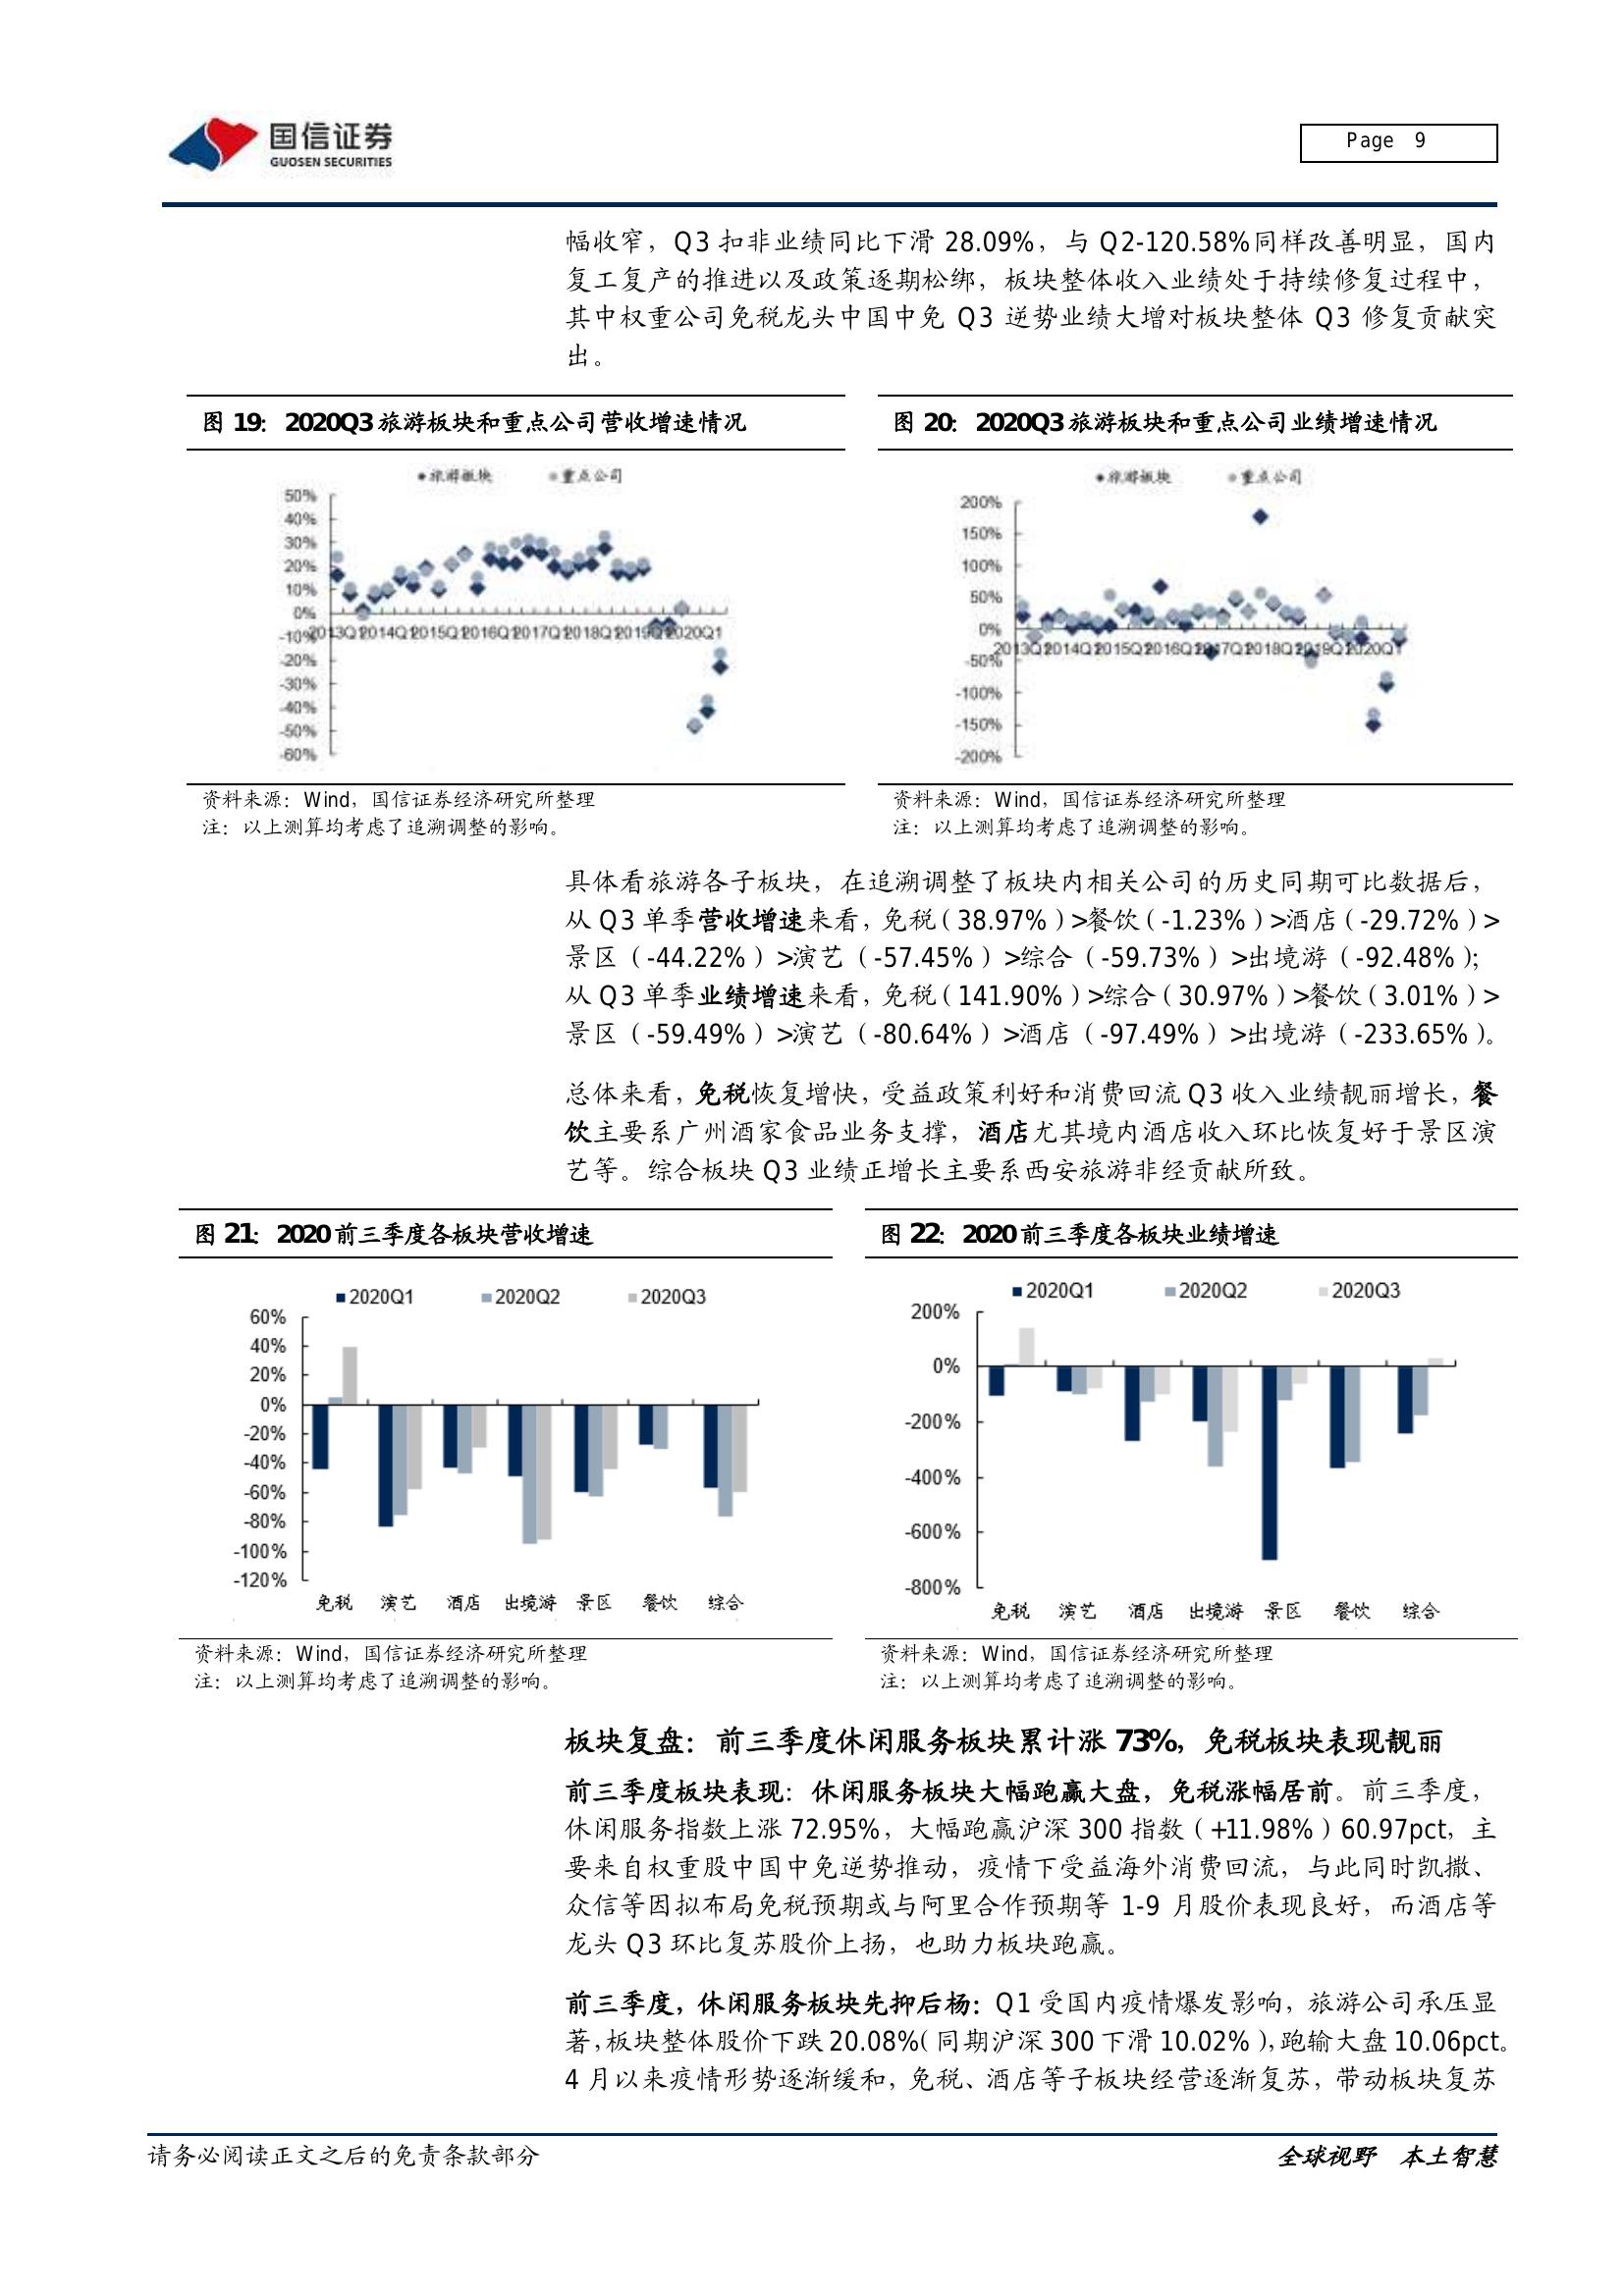 国信证券
GUOSEN SECURITIES
Page 9
幅收窄，Q3 扣非业绩同比下滑 28.09%，与 Q2-120.58%同样改善明显，国内
复工复产的推进以及政策逐期松绑，板块整体收入业绩处于持续修复过程中，
其中权重公司免税龙头中国中免 Q3 逆势业绩大增对板块整体 Q3 修复贡献突
出。
图 19：2020Q3 旅游板块和重点公司营收增速情况
旅游板块 重点公司
50%
40%
30%
20%
10%
0%
-10%
2013Q1 2014Q1 2015Q1 2016Q1 2017Q1 2018Q1 2019Q1 2020Q1
-20%
-30%
-40%
-50%
-60%
资料来源：Wind，国信证券经济研究所整理
注：以上测算均考虑了追溯调整的影响。
图 20：2020Q3 旅游板块和重点公司业绩增速情况
旅游板块 重点公司
200%
150%
100%
50%
0%
2013Q1 2014Q1 2015Q1 2016Q1 2017Q1 2018Q1 2019Q1 2020Q1
-50%
-100%
-150%
-200%
资料来源：Wind，国信证券经济研究所整理
注：以上测算均考虑了追溯调整的影响。
具体看旅游各子板块，在追溯调整了板块内相关公司的历史同期可比数据后，
从 Q3 单季营收增速来看，免税（38.97%）>餐饮（-1.23%）>酒店（-29.72%）>
景区（-44.22%）>演艺（-57.45%）>综合（-59.73%）>出境游（-92.48%）；
从 Q3 单季业绩增速来看，免税（141.90%）>综合（30.97%）>餐饮（3.01%）>
景区（-59.49%）>演艺（-80.64%）>酒店（-97.49%）>出境游（-233.65%）。
总体来看，免税恢复增快，受益政策利好和消费回流 Q3 收入业绩靓丽增长，餐
饮主要系广州酒家食品业务支撑，酒店尤其境内酒店收入环比恢复好于景区演
艺等。综合板块 Q3 业绩正增长主要系西安旅游非经贡献所致。
图 21：2020 前三季度各板块营收增速
2020Q1 2020Q2 2020Q3
60%
40%
20%
0%
-20%
-40%
-60%
-80%
-100%
-120%
免税 演艺 酒店 出境游 景区 餐饮 综合
资料来源：Wind，国信证券经济研究所整理
注：以上测算均考虑了追溯调整的影响。
图 22：2020 前三季度各板块业绩增速
2020Q1 2020Q2 2020Q3
200%
0%
-200%
-400%
-600%
-800%
免税 演艺 酒店 出境游 景区 餐饮 综合
资料来源：Wind，国信证券经济研究所整理
注：以上测算均考虑了追溯调整的影响。
板块复盘：前三季度休闲服务板块累计涨 73%，免税板块表现靓丽
前三季度板块表现：休闲服务板块大幅跑赢大盘，免税涨幅居前。前三季度，
休闲服务指数上涨 72.95%，大幅跑赢沪深 300 指数（+11.98%）60.97pct，主
要来自权重股中国中免逆势推动，疫情下受益海外消费回流，与此同时凯撒、
众信等因拟布局免税预期或与阿里合作预期等 1-9 月股价表现良好，而酒店等
龙头 Q3 环比复苏股价上扬，也助力板块跑赢。
前三季度，休闲服务板块先抑后杨：Q1 受国内疫情爆发影响，旅游公司承压显
著，板块整体股价下跌 20.08%（同期沪深 300 下滑 10.02%），跑输大盘 10.06pct。
4 月以来疫情形势逐渐缓和，免税、酒店等子板块经营逐渐复苏，带动板块复苏
请务必阅读正文之后的免责条款部分
全球视野 本土智慧